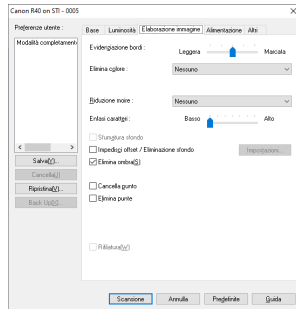 Canon R40 on STI - 0005
Preferenze utente :
Modalità completament
Salva(V)...
Cancella(J)
Ripristina(V)...
Back Up(M)...
Base Luminosità Elaborazione immagine Alimentazione Altri
Evidenziazione bordi :
Leggera Marcata
Elimina colore : Nessuno
Riduzione moire : Nessuno
Enfasi caratteri : Basso Alto
Sfumatura sfondo
Impedisci offset / Eliminazione sfondo Impostazioni...
Elimina ombra(S)
Cancella punto
Elimina punte
Rifilatura(W)
Scansione Annulla Predefinite Guida